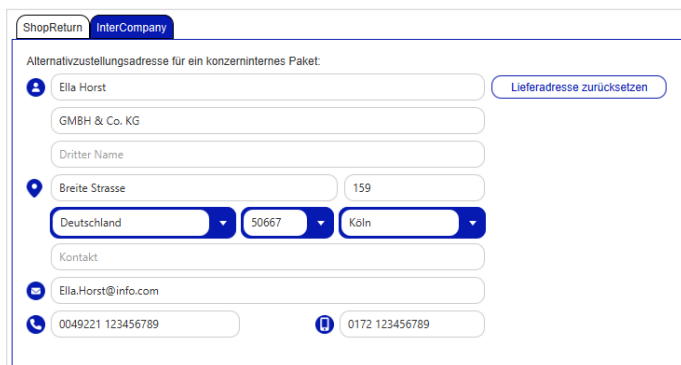 ShopReturn InterCompany
Alternativzustellungsadresse für ein konzerninternes Paket:
Ella Horst Lieferadresse zurücksetzen
GMBH & Co. KG
Dritter Name
Breite Strasse 159
Deutschland 50667 Köln
Kontakt
Ella.Horst@info.com
0049221 123456789 0172 123456789